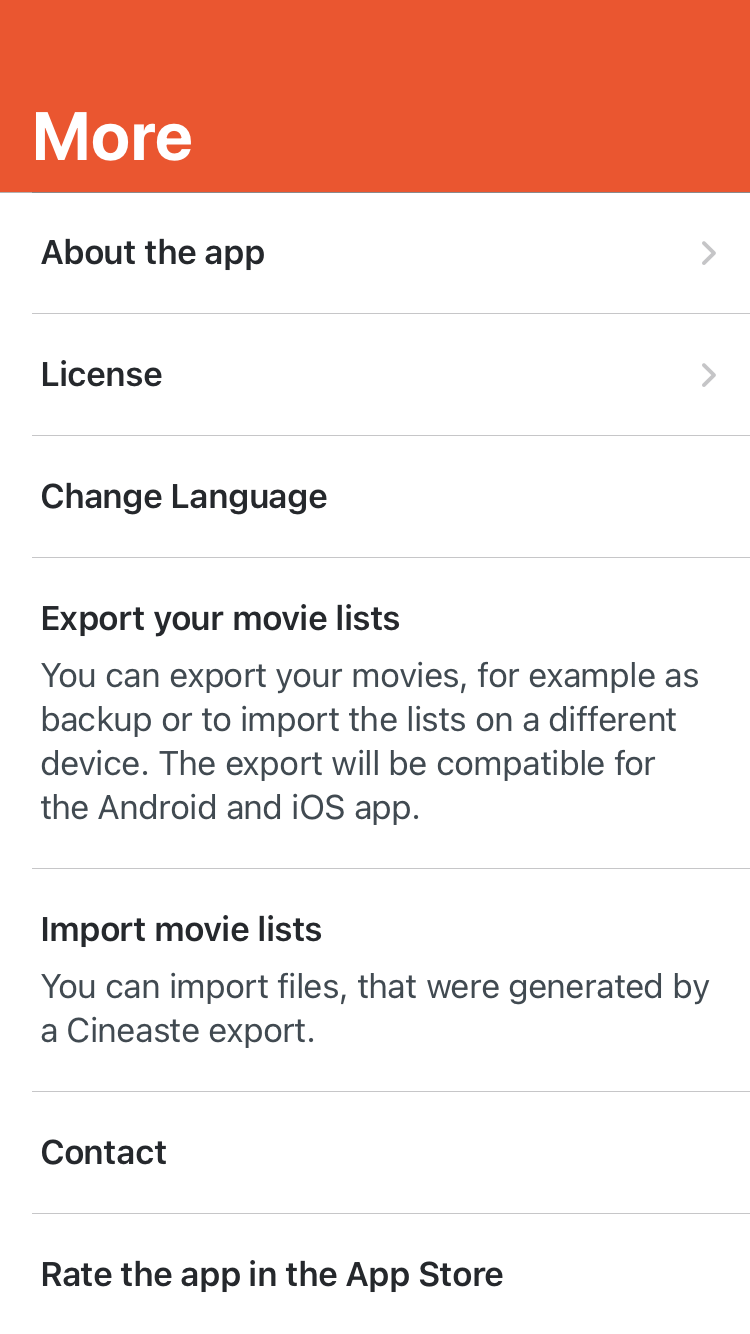 More
About the app
License
Change Language
Export your movie lists
You can export your movies, for example as
backup or to import the lists on a different
device. The export will be compatible for
the Android and iOS app.
Import movie lists
You can import files, that were generated by
a Cineaste export.
Contact
Rate the app in the App Store